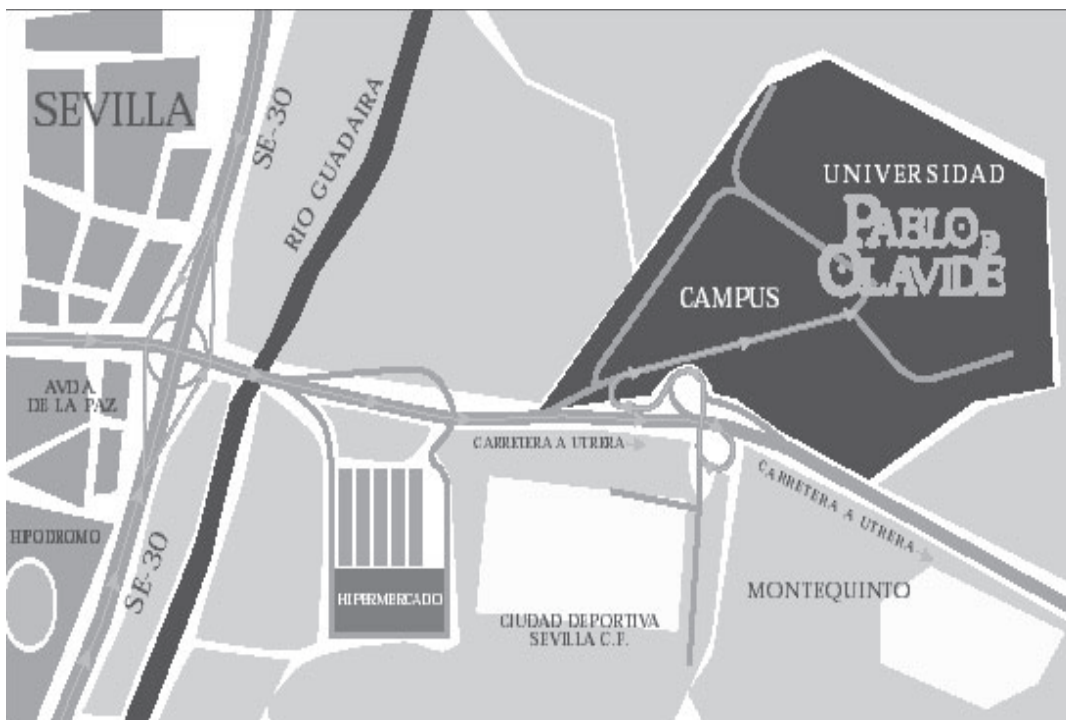 SEVILLA
SE-30
RIO GUADAIRA
UNIVERSIDAD
PABLO DE
OLAVIDE
CAMPUS
AVDA.
DE LA PAZ
CARRETERA A UTRERA
CARRETERA A UTRERA
HIPODROMO
SE-30
HIPERMERCADO
CIUDAD DEPORTIVA
SEVILLA C.F.
MONTEQUINTO